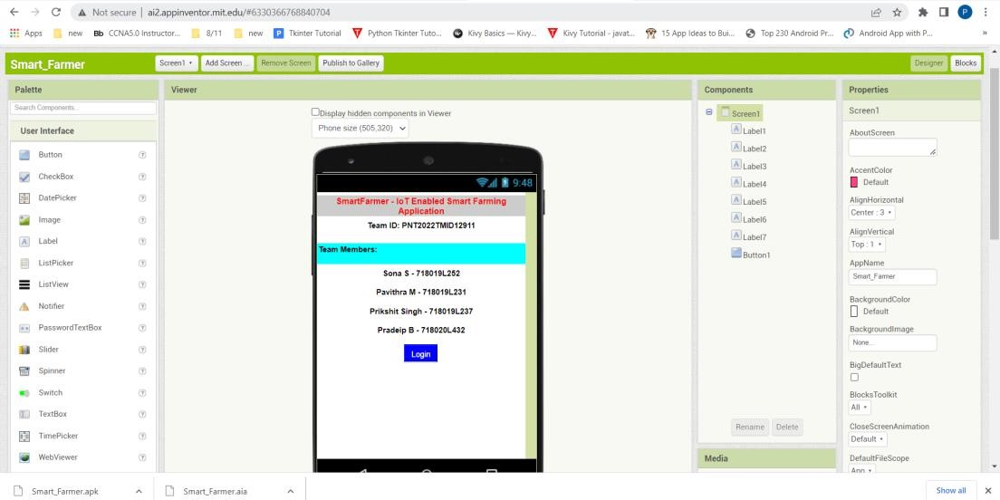 Not secure | ai2.appinventor.mit.edu/#6330366768840704
P
Apps new Bb CCNA5.0 Instructor... 8/11 new P Tkinter Tutorial Python Tkinter Tuto... Kivy Basics — Kivy... Kivy Tutorial - javat... 15 App Ideas to Bui... Top 230 Android Pr... Android App with P... »
Smart_Farmer Screen1 Add Screen ... Remove Screen Publish to Gallery Designer Blocks
Palette Viewer Components Properties
Search Components...
User Interface
Button
CheckBox
DatePicker
Image
Label
ListPicker
ListView
Notifier
PasswordTextBox
Slider
Spinner
Switch
TextBox
TimePicker
WebViewer
Display hidden components in Viewer
Phone size (505,320)
9:48
SmartFarmer - IoT Enabled Smart Farming
Application
Team ID: PNT2022TMID12911
Team Members:
Sona S - 718019L252
Pavithra M - 718019L231
Prikshit Singh - 718019L237
Pradeip B - 718020L432
Login
Screen1
Label1
Label2
Label3
Label4
Label5
Label6
Label7
Button1
Rename Delete
Media
Screen1
AboutScreen
AccentColor
Default
AlignHorizontal
Center : 3
AlignVertical
Top : 1
AppName
Smart_Farmer
BackgroundColor
Default
BackgroundImage
None...
BigDefaultText
BlocksToolkit
All
CloseScreenAnimation
Default
DefaultFileScope
App
Smart_Farmer.apk Smart_Farmer.aia Show all